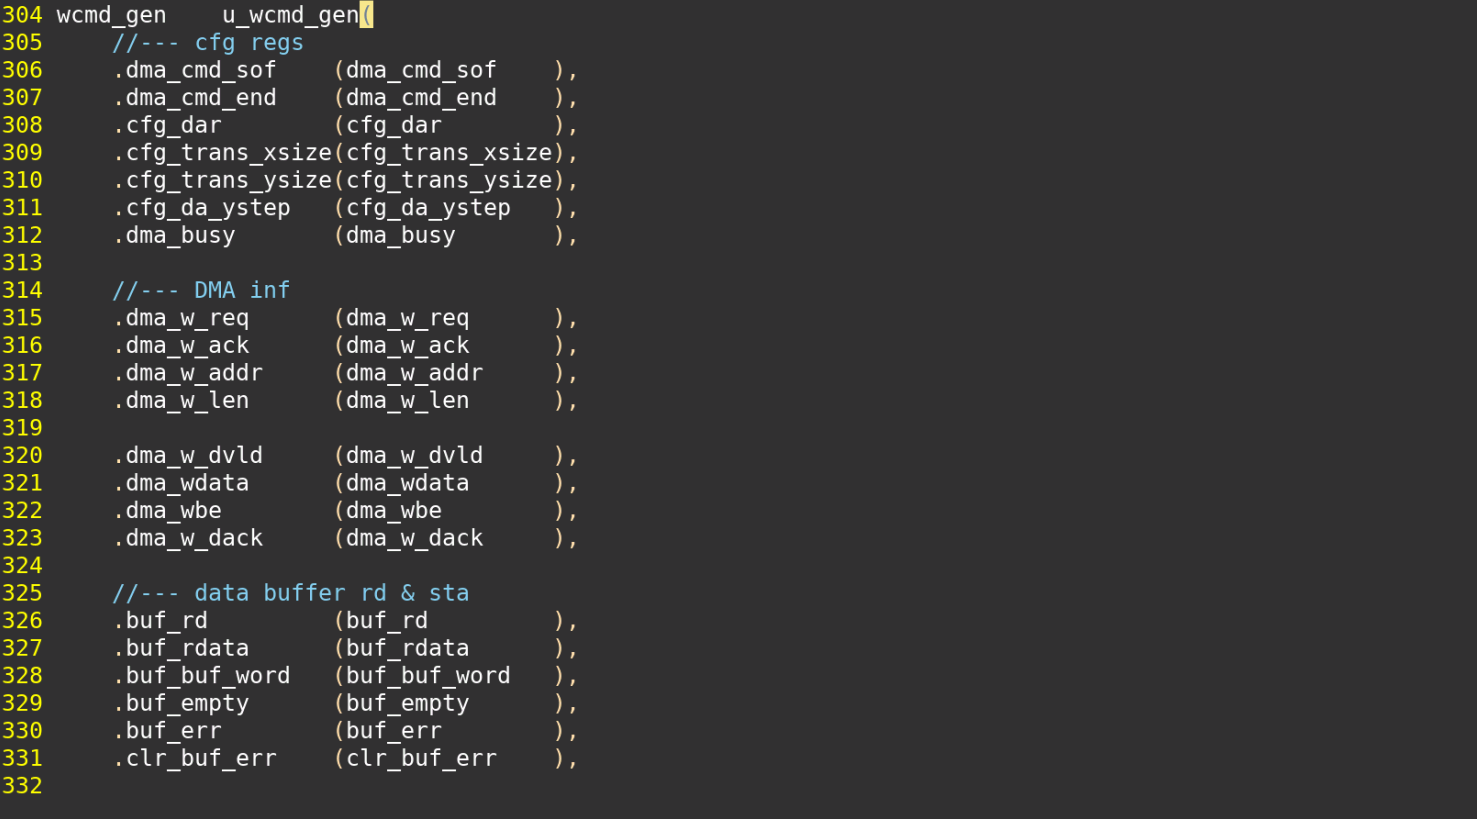 304 wcmd_gen    u_wcmd_gen(
305     //--- cfg regs
306     .dma_cmd_sof    (dma_cmd_sof    ),
307     .dma_cmd_end    (dma_cmd_end    ),
308     .cfg_dar        (cfg_dar        ),
309     .cfg_trans_xsize(cfg_trans_xsize),
310     .cfg_trans_ysize(cfg_trans_ysize),
311     .cfg_da_ystep   (cfg_da_ystep   ),
312     .dma_busy       (dma_busy       ),
313
314     //--- DMA inf
315     .dma_w_req      (dma_w_req      ),
316     .dma_w_ack      (dma_w_ack      ),
317     .dma_w_addr     (dma_w_addr     ),
318     .dma_w_len      (dma_w_len      ),
319
320     .dma_w_dvld     (dma_w_dvld     ),
321     .dma_wdata      (dma_wdata      ),
322     .dma_wbe        (dma_wbe        ),
323     .dma_w_dack     (dma_w_dack     ),
324
325     //--- data buffer rd & sta
326     .buf_rd         (buf_rd         ),
327     .buf_rdata      (buf_rdata      ),
328     .buf_buf_word   (buf_buf_word   ),
329     .buf_empty      (buf_empty      ),
330     .buf_err        (buf_err        ),
331     .clr_buf_err    (clr_buf_err    ),
332